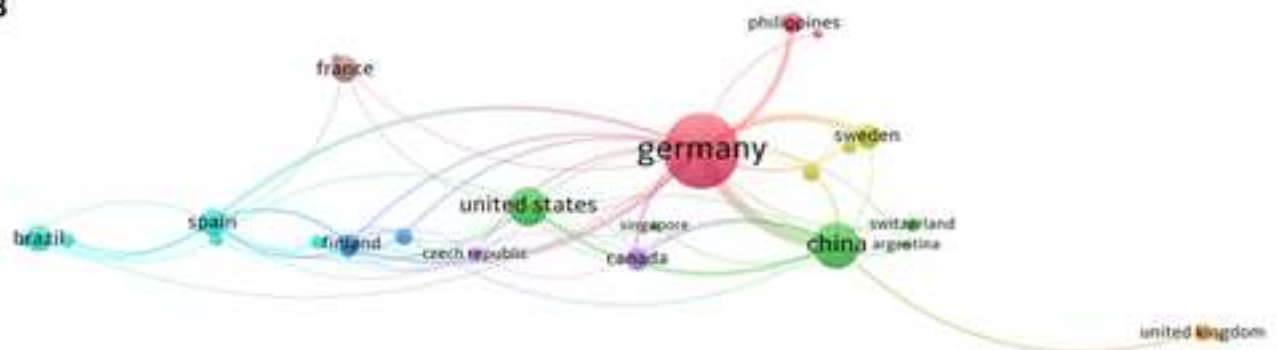 B
philippines
france
sweden
germany
united states
spain
singapore
switzerland
brazil
finland
china
argentina
czech republic
canada
united kingdom